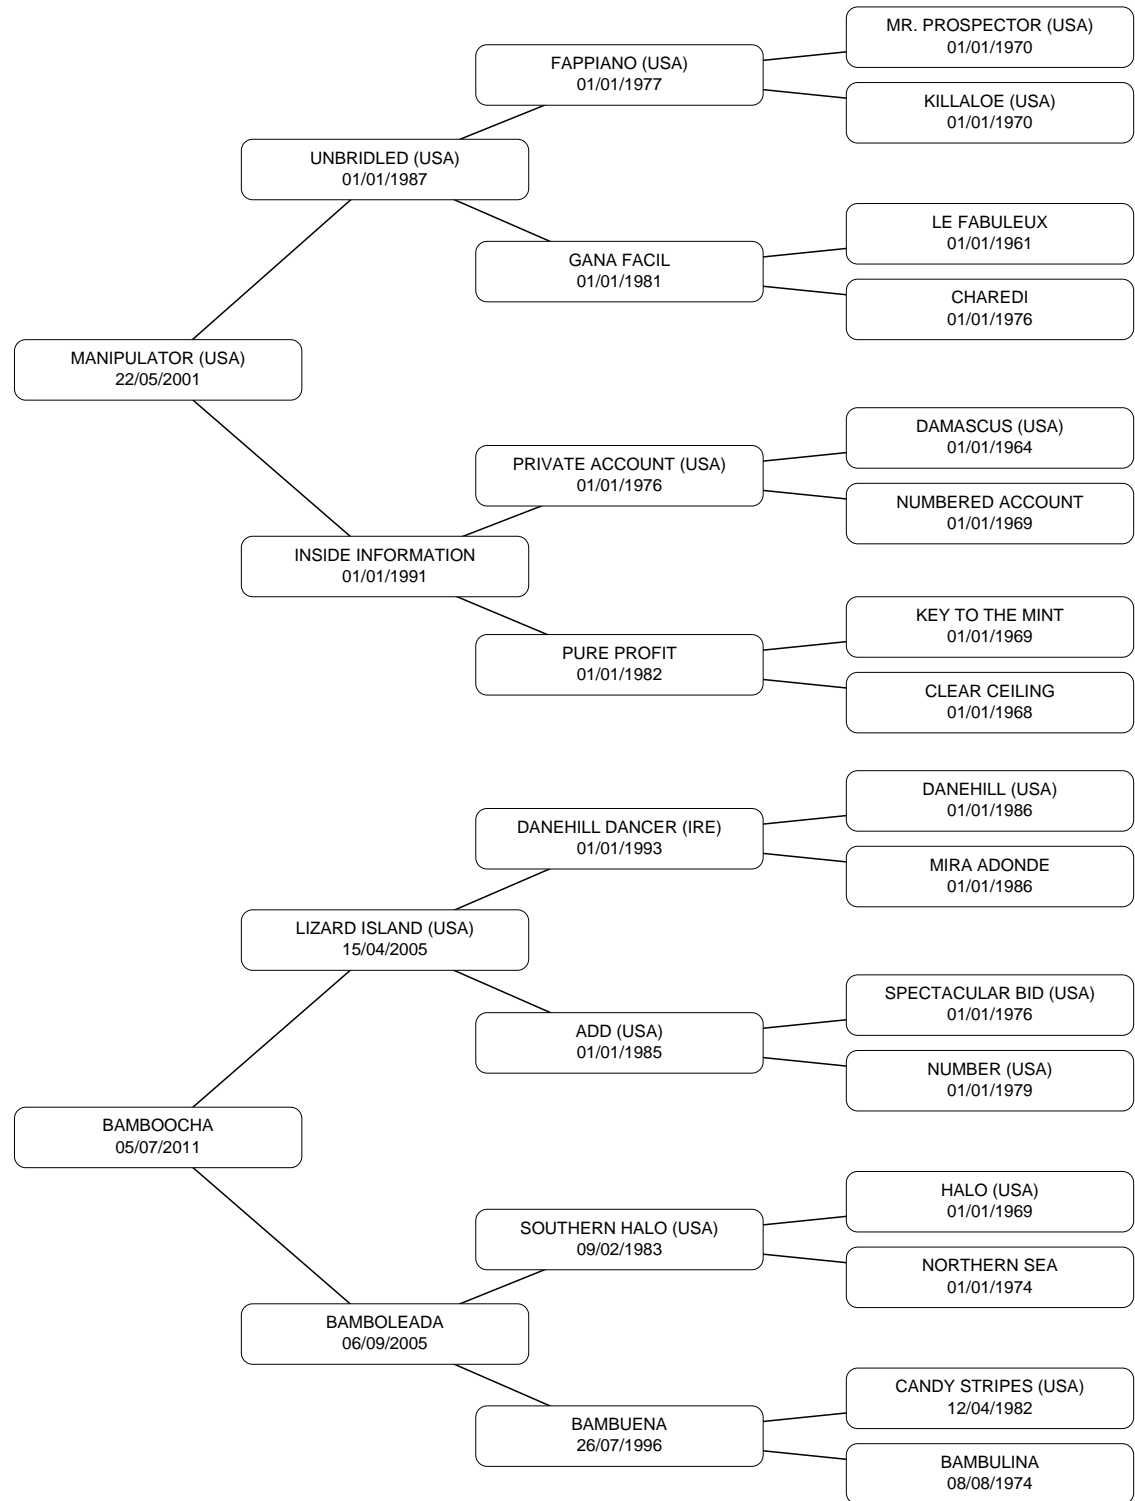 MR. PROSPECTOR (USA)
01/01/1970
FAPPIANO (USA)
01/01/1977
KILLALOE (USA)
01/01/1970
UNBRIDLED (USA)
01/01/1987
LE FABULEUX
01/01/1961
GANA FACIL
01/01/1981
CHAREDI
01/01/1976
MANIPULATOR (USA)
22/05/2001
DAMASCUS (USA)
01/01/1964
PRIVATE ACCOUNT (USA)
01/01/1976
NUMBERED ACCOUNT
01/01/1969
INSIDE INFORMATION
01/01/1991
KEY TO THE MINT
01/01/1969
PURE PROFIT
01/01/1982
CLEAR CEILING
01/01/1968
DANEHILL (USA)
01/01/1986
DANEHILL DANCER (IRE)
01/01/1993
MIRA ADONDE
01/01/1986
LIZARD ISLAND (USA)
15/04/2005
SPECTACULAR BID (USA)
01/01/1976
ADD (USA)
01/01/1985
NUMBER (USA)
01/01/1979
BAMBOOCHA
05/07/2011
HALO (USA)
01/01/1969
SOUTHERN HALO (USA)
09/02/1983
NORTHERN SEA
01/01/1974
BAMBOLEADA
06/09/2005
CANDY STRIPES (USA)
12/04/1982
BAMBUENA
26/07/1996
BAMBULINA
08/08/1974